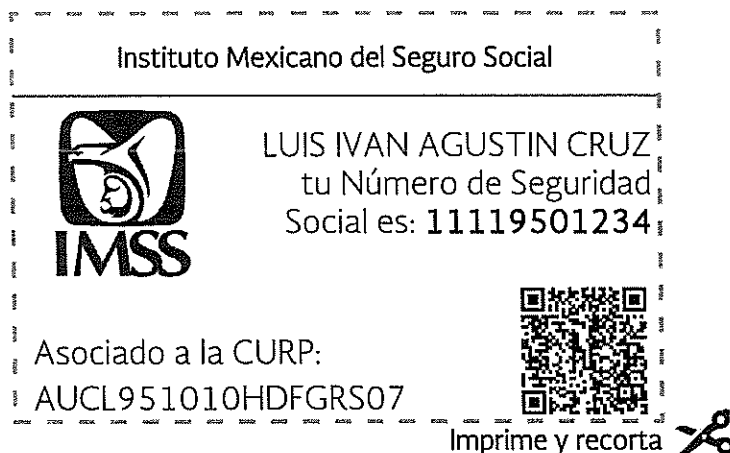 Instituto Mexicano del Seguro Social
LUIS IVAN AGUSTIN CRUZ
tu Número de Seguridad
Social es: 11119501234
IMSS
Asociado a la CURP:
AUCL951010HDFGRS07
Imprime y recorta